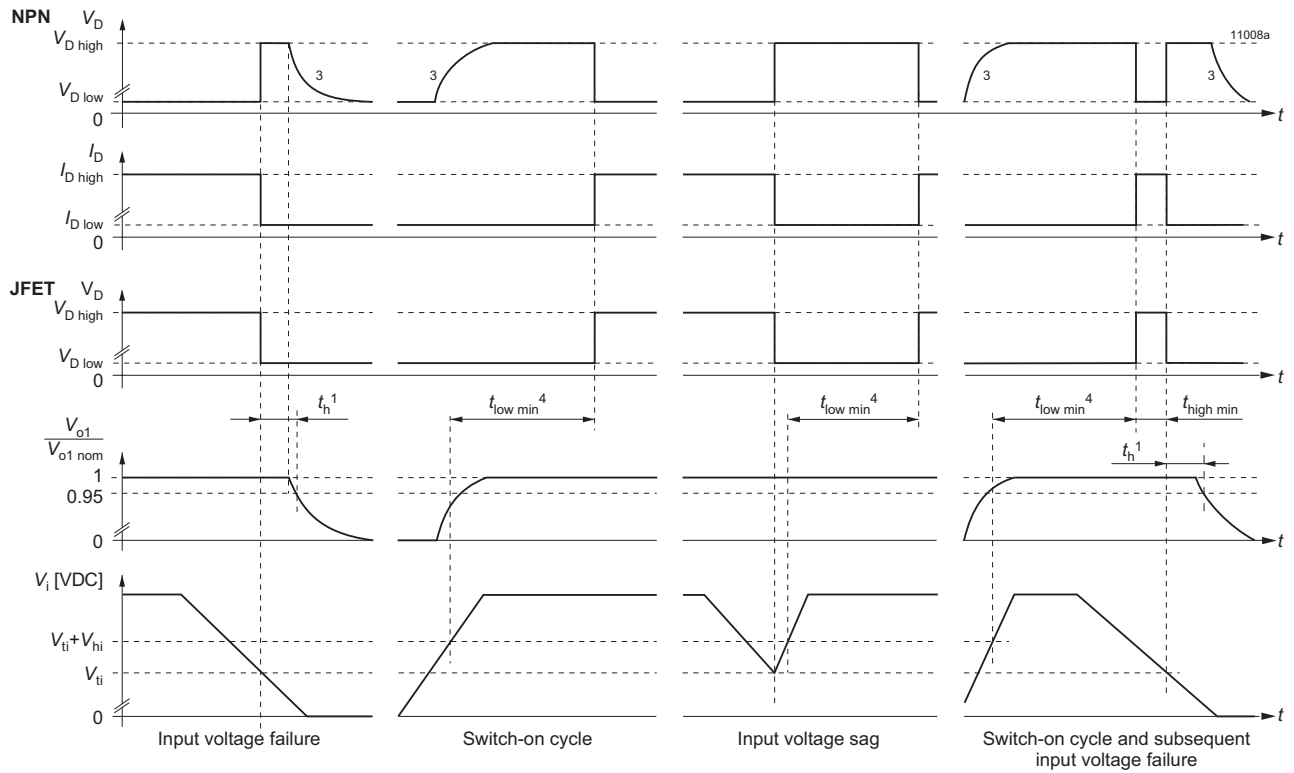 NPN
V_D
V_D high
V_D low
0
3
3
3
3
11008a
t
I_D
I_D high
I_D low
0
t
JFET V_D
V_D high
V_D low
0
t
t_h^1
t_low min^4
t_low min^4
t_low min^4
t_high min
t_h^1
V_o1
V_o1 nom
1
0.95
0
t
V_i [VDC]
V_ti+V_hi
V_ti
0
t
Input voltage failure
Switch-on cycle
Input voltage sag
Switch-on cycle and subsequent
input voltage failure